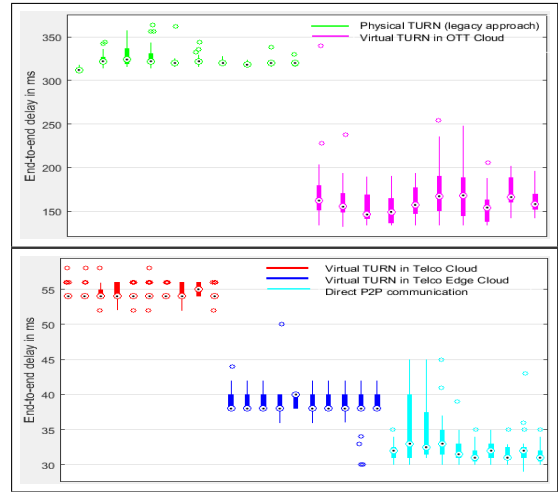 Physical TURN (legacy approach)
Virtual TURN in OTT Cloud
End-to-end delay in ms
350
300
250
200
150
Virtual TURN in Telco Cloud
Virtual TURN in Telco Edge Cloud
Direct P2P communication
End-to-end delay in ms
55
50
45
40
35
30